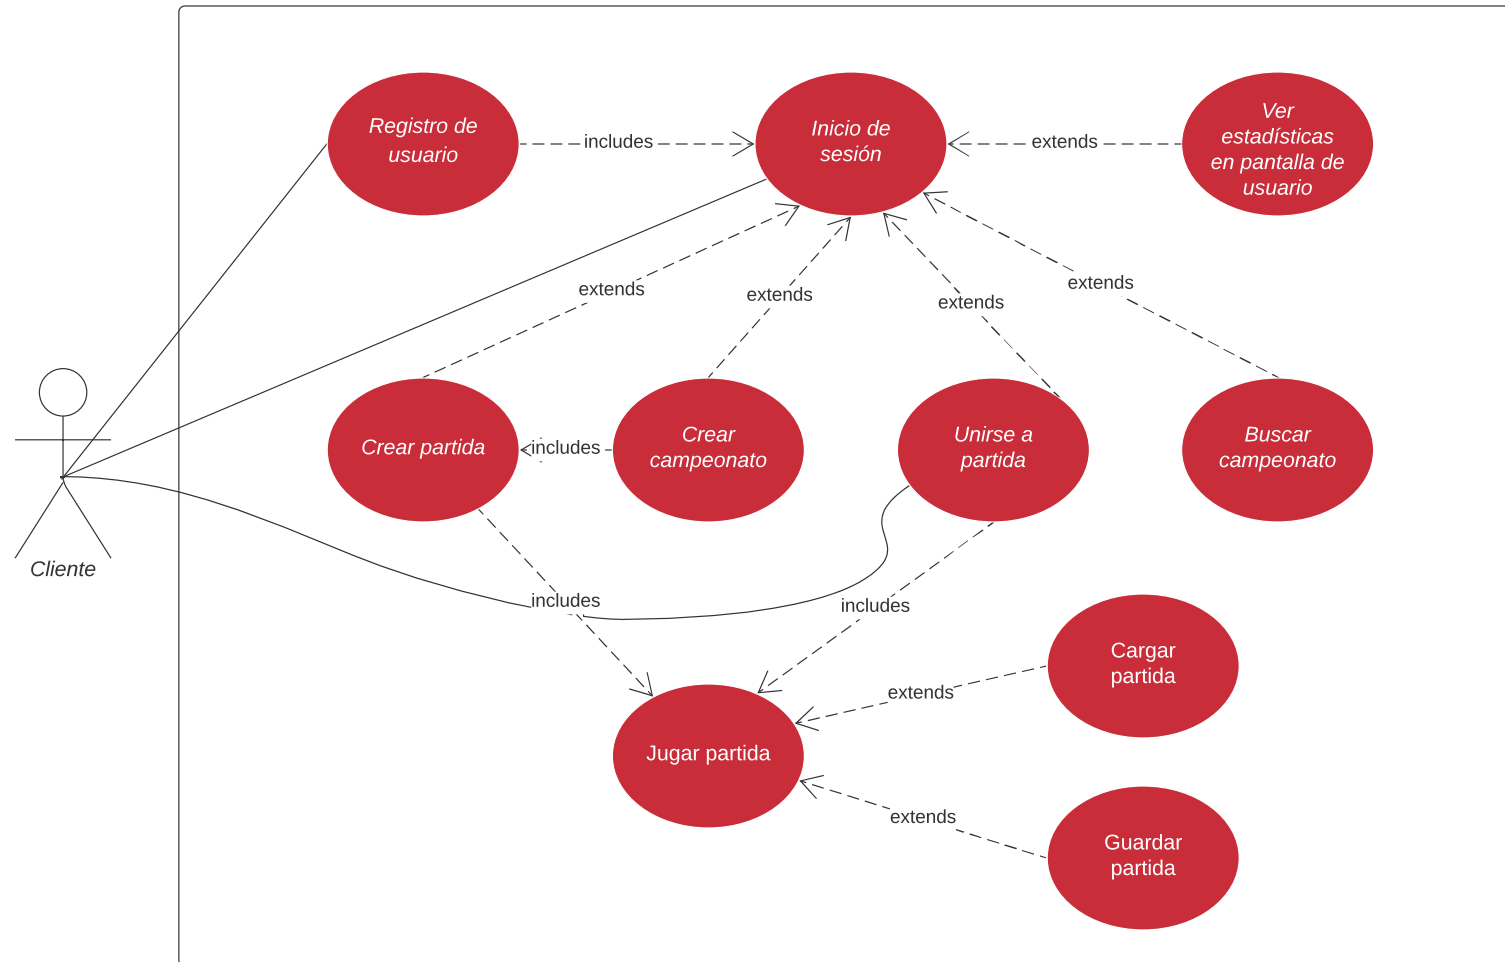 Registro de
usuario
includes
Inicio de
sesión
extends
Ver
estadísticas
en pantalla de
usuario
extends
extends
extends
extends
Crear partida
includes
Crear
campeonato
Unirse a
partida
Buscar
campeonato
Cliente
includes
includes
Cargar
partida
extends
Jugar partida
extends
Guardar
partida